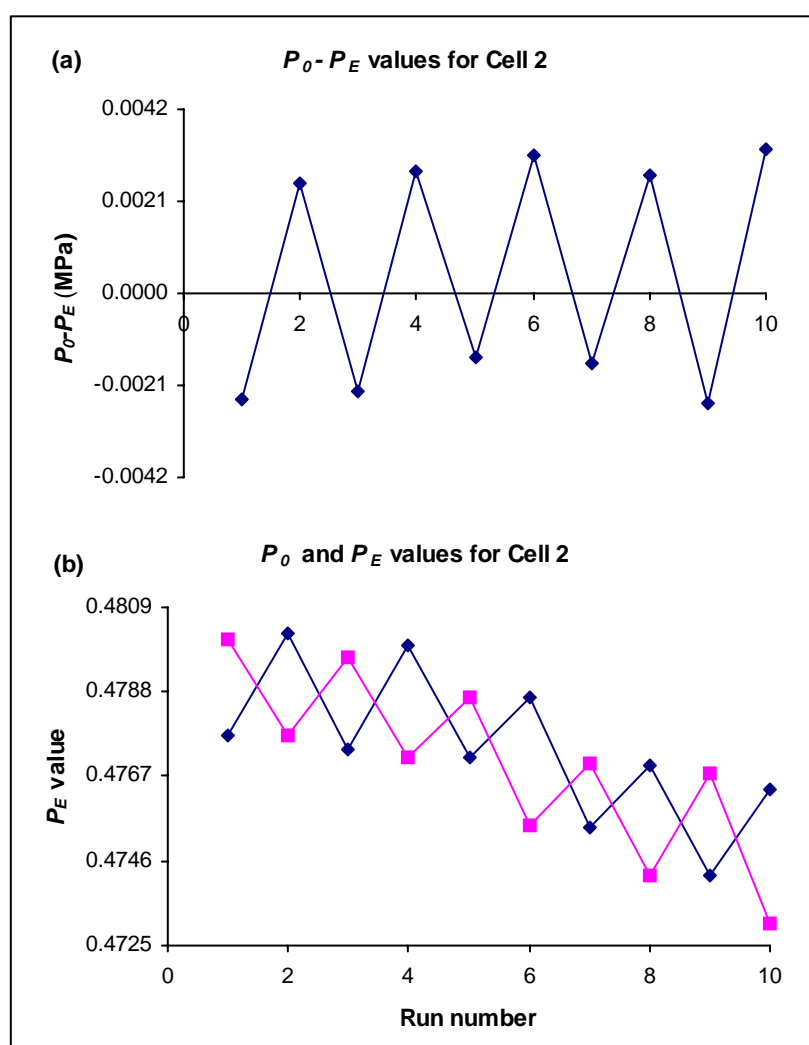 (a) P0 - PE values for Cell 2
0.0042
0.0021
0.0000
-0.0021
-0.0042
P0-PE (MPa)
0 2 4 6 8 10
P0 and PE values for Cell 2
(b)
0.4809
0.4788
0.4767
0.4746
0.4725
PE value
0 2 4 6 8 10
Run number